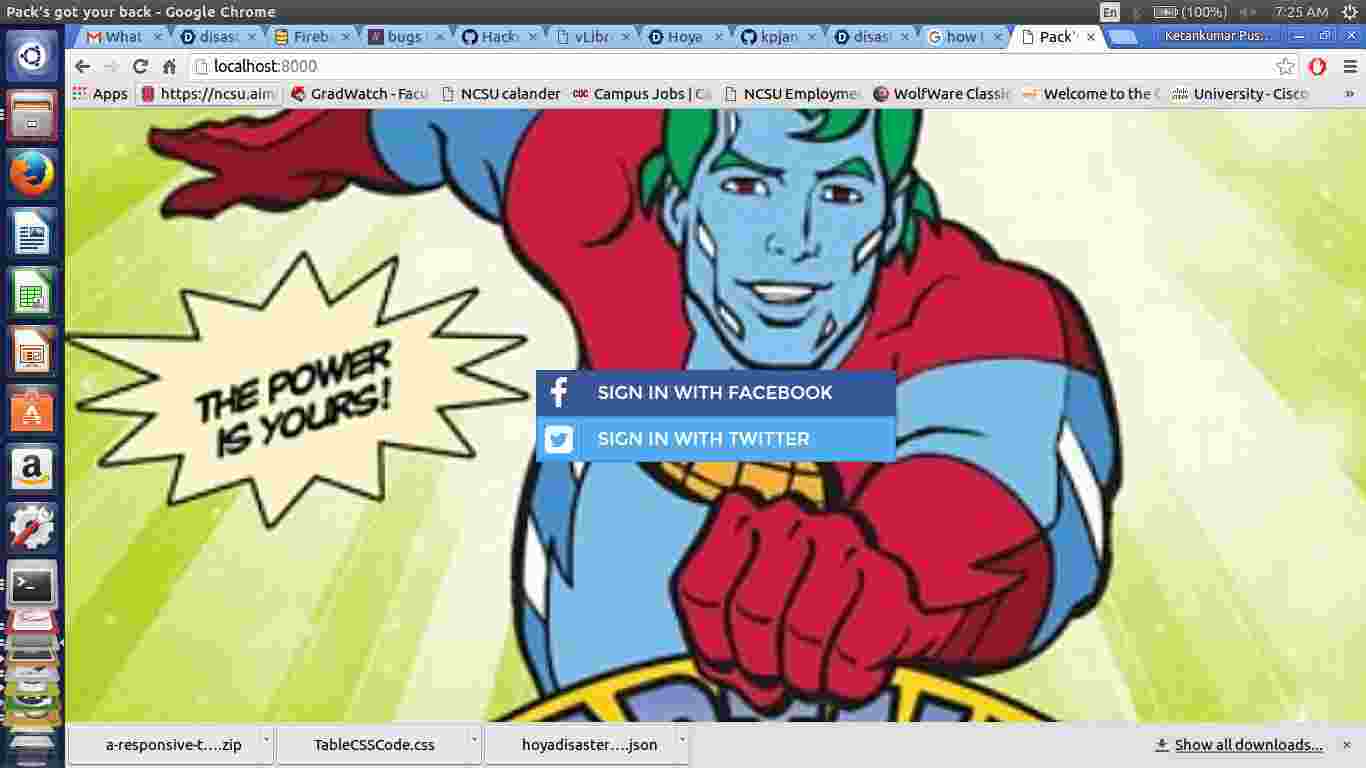 Pack's got your back - Google Chrome
En (100%) 7:25 AM
What disas Fireb bugs Hack vLibr Hoya kpjan disas how Pack' Ketankumar Pus...
localhost:8000
Apps https://ncsu.aim GradWatch - Facu NCSU calander Campus Jobs | Ca NCSU Employme WolfWare Classic Welcome to the University - Cisco »
THE POWER
IS YOURS!
SIGN IN WITH FACEBOOK
SIGN IN WITH TWITTER
a-responsive-t....zip TableCSSCode.css hoyadisaster....json Show all downloads...